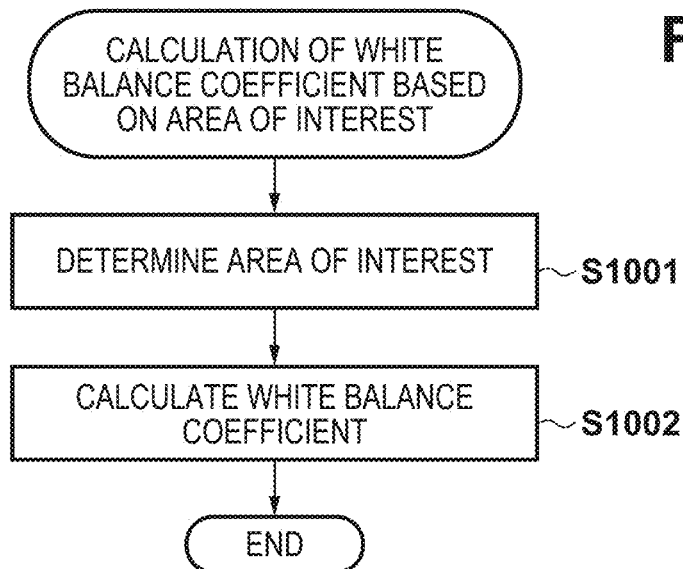 CALCULATION OF WHITE
BALANCE COEFFICIENT BASED
ON AREA OF INTEREST
DETERMINE AREA OF INTEREST
S1001
CALCULATE WHITE BALANCE
COEFFICIENT
S1002
END